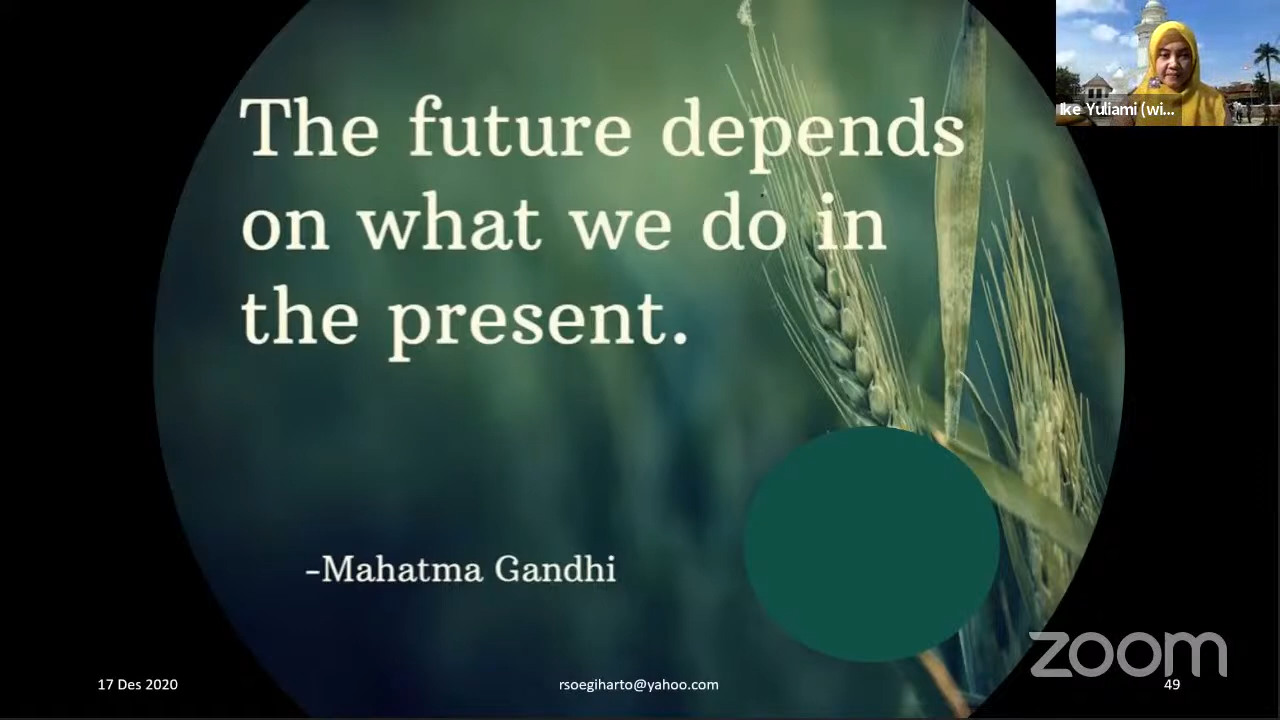 The future depends
on what we do in
the present.
-Mahatma Gandhi
Ike Yuliami (wi...
zoom
17 Des 2020
rsoegiharto@yahoo.com
49